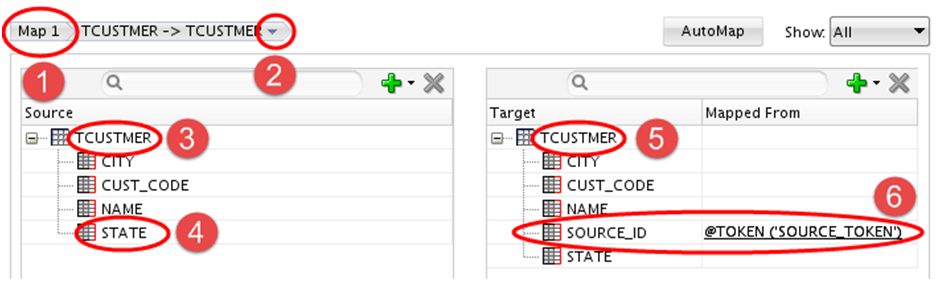 Map 1 TCUSTMER -> TCUSTMER
AutoMap
Show: All
1
2
Source
TCUSTMER
3
CITY
CUST_CODE
NAME
STATE
4
Target Mapped From
TCUSTMER
5
CITY
CUST_CODE
NAME
6
SOURCE_ID @TOKEN ('SOURCE_TOKEN')
STATE